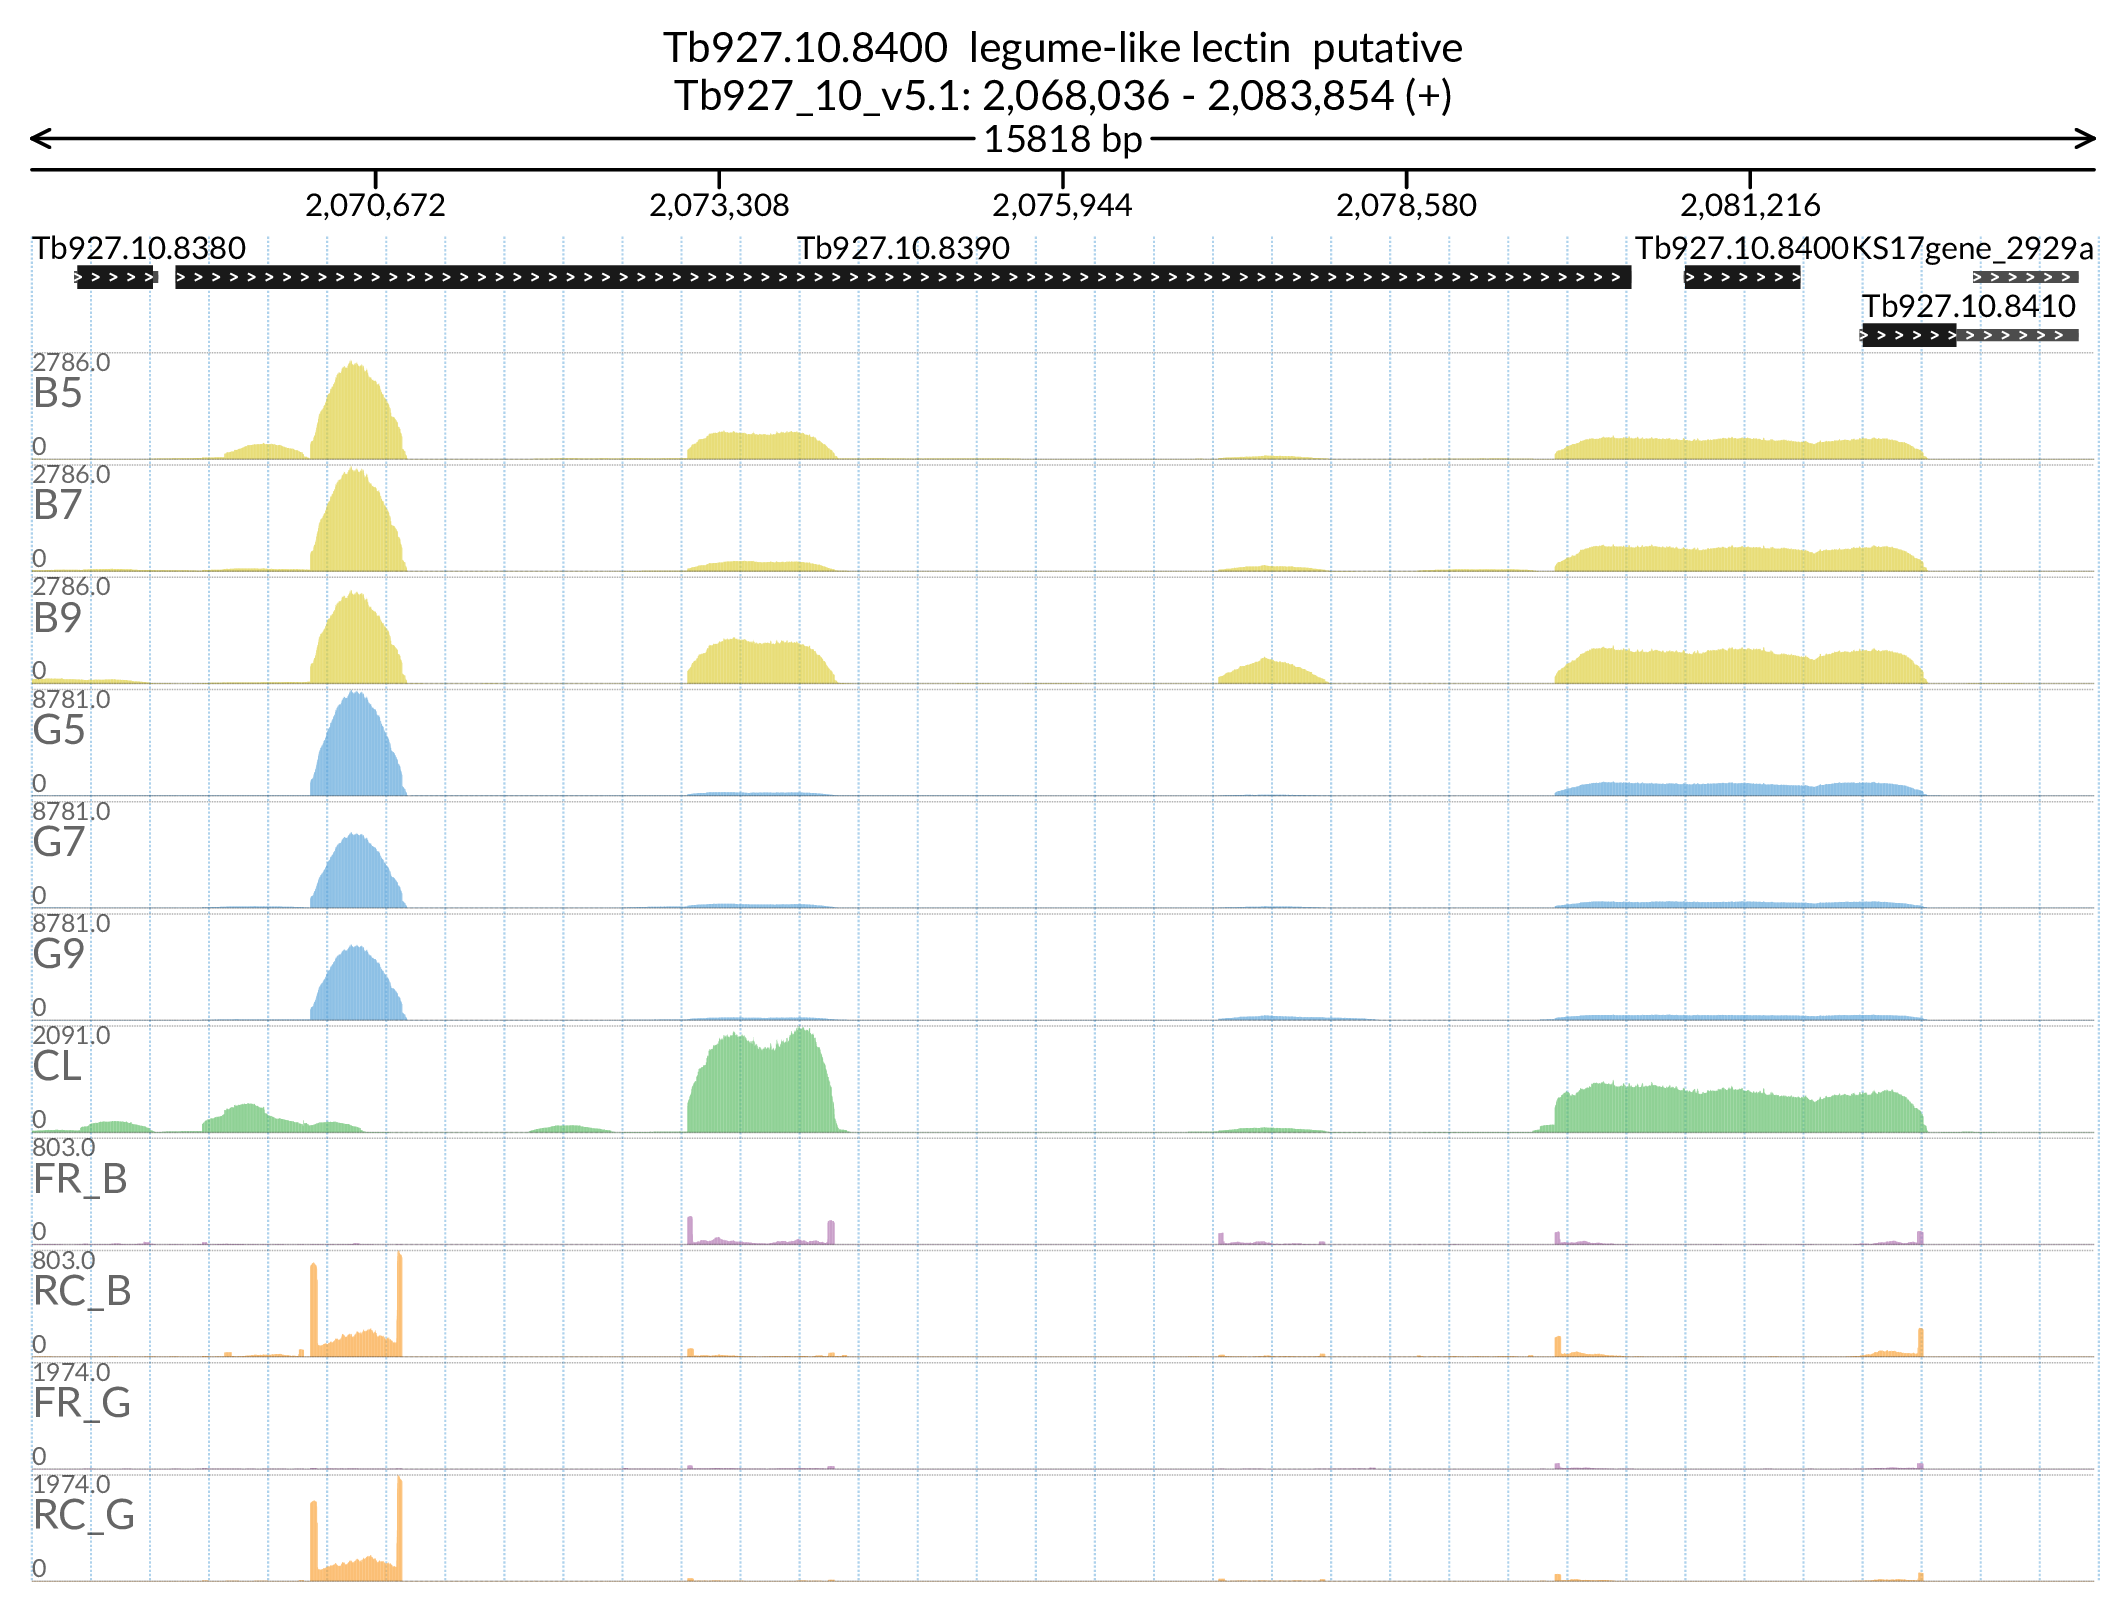 Tb927.10.8400 legume-like lectin putative
Tb927_10_v5.1: 2,068,036 - 2,083,854 (+)
15818 bp
2,070,672 2,073,308 2,075,944 2,078,580 2,081,216
Tb927.10.8380 Tb927.10.8390 Tb927.10.8400 KS17gene_2929a
Tb927.10.8410
2786.0
B5
0
2786.0
B7
0
2786.0
B9
0
8781.0
G5
0
8781.0
G7
0
8781.0
G9
0
2091.0
CL
0
803.0
FR_B
0
803.0
RC_B
0
1974.0
FR_G
0
1974.0
RC_G
0